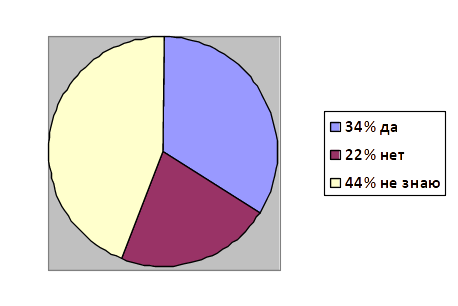 34% да
22% нет
44% не знаю